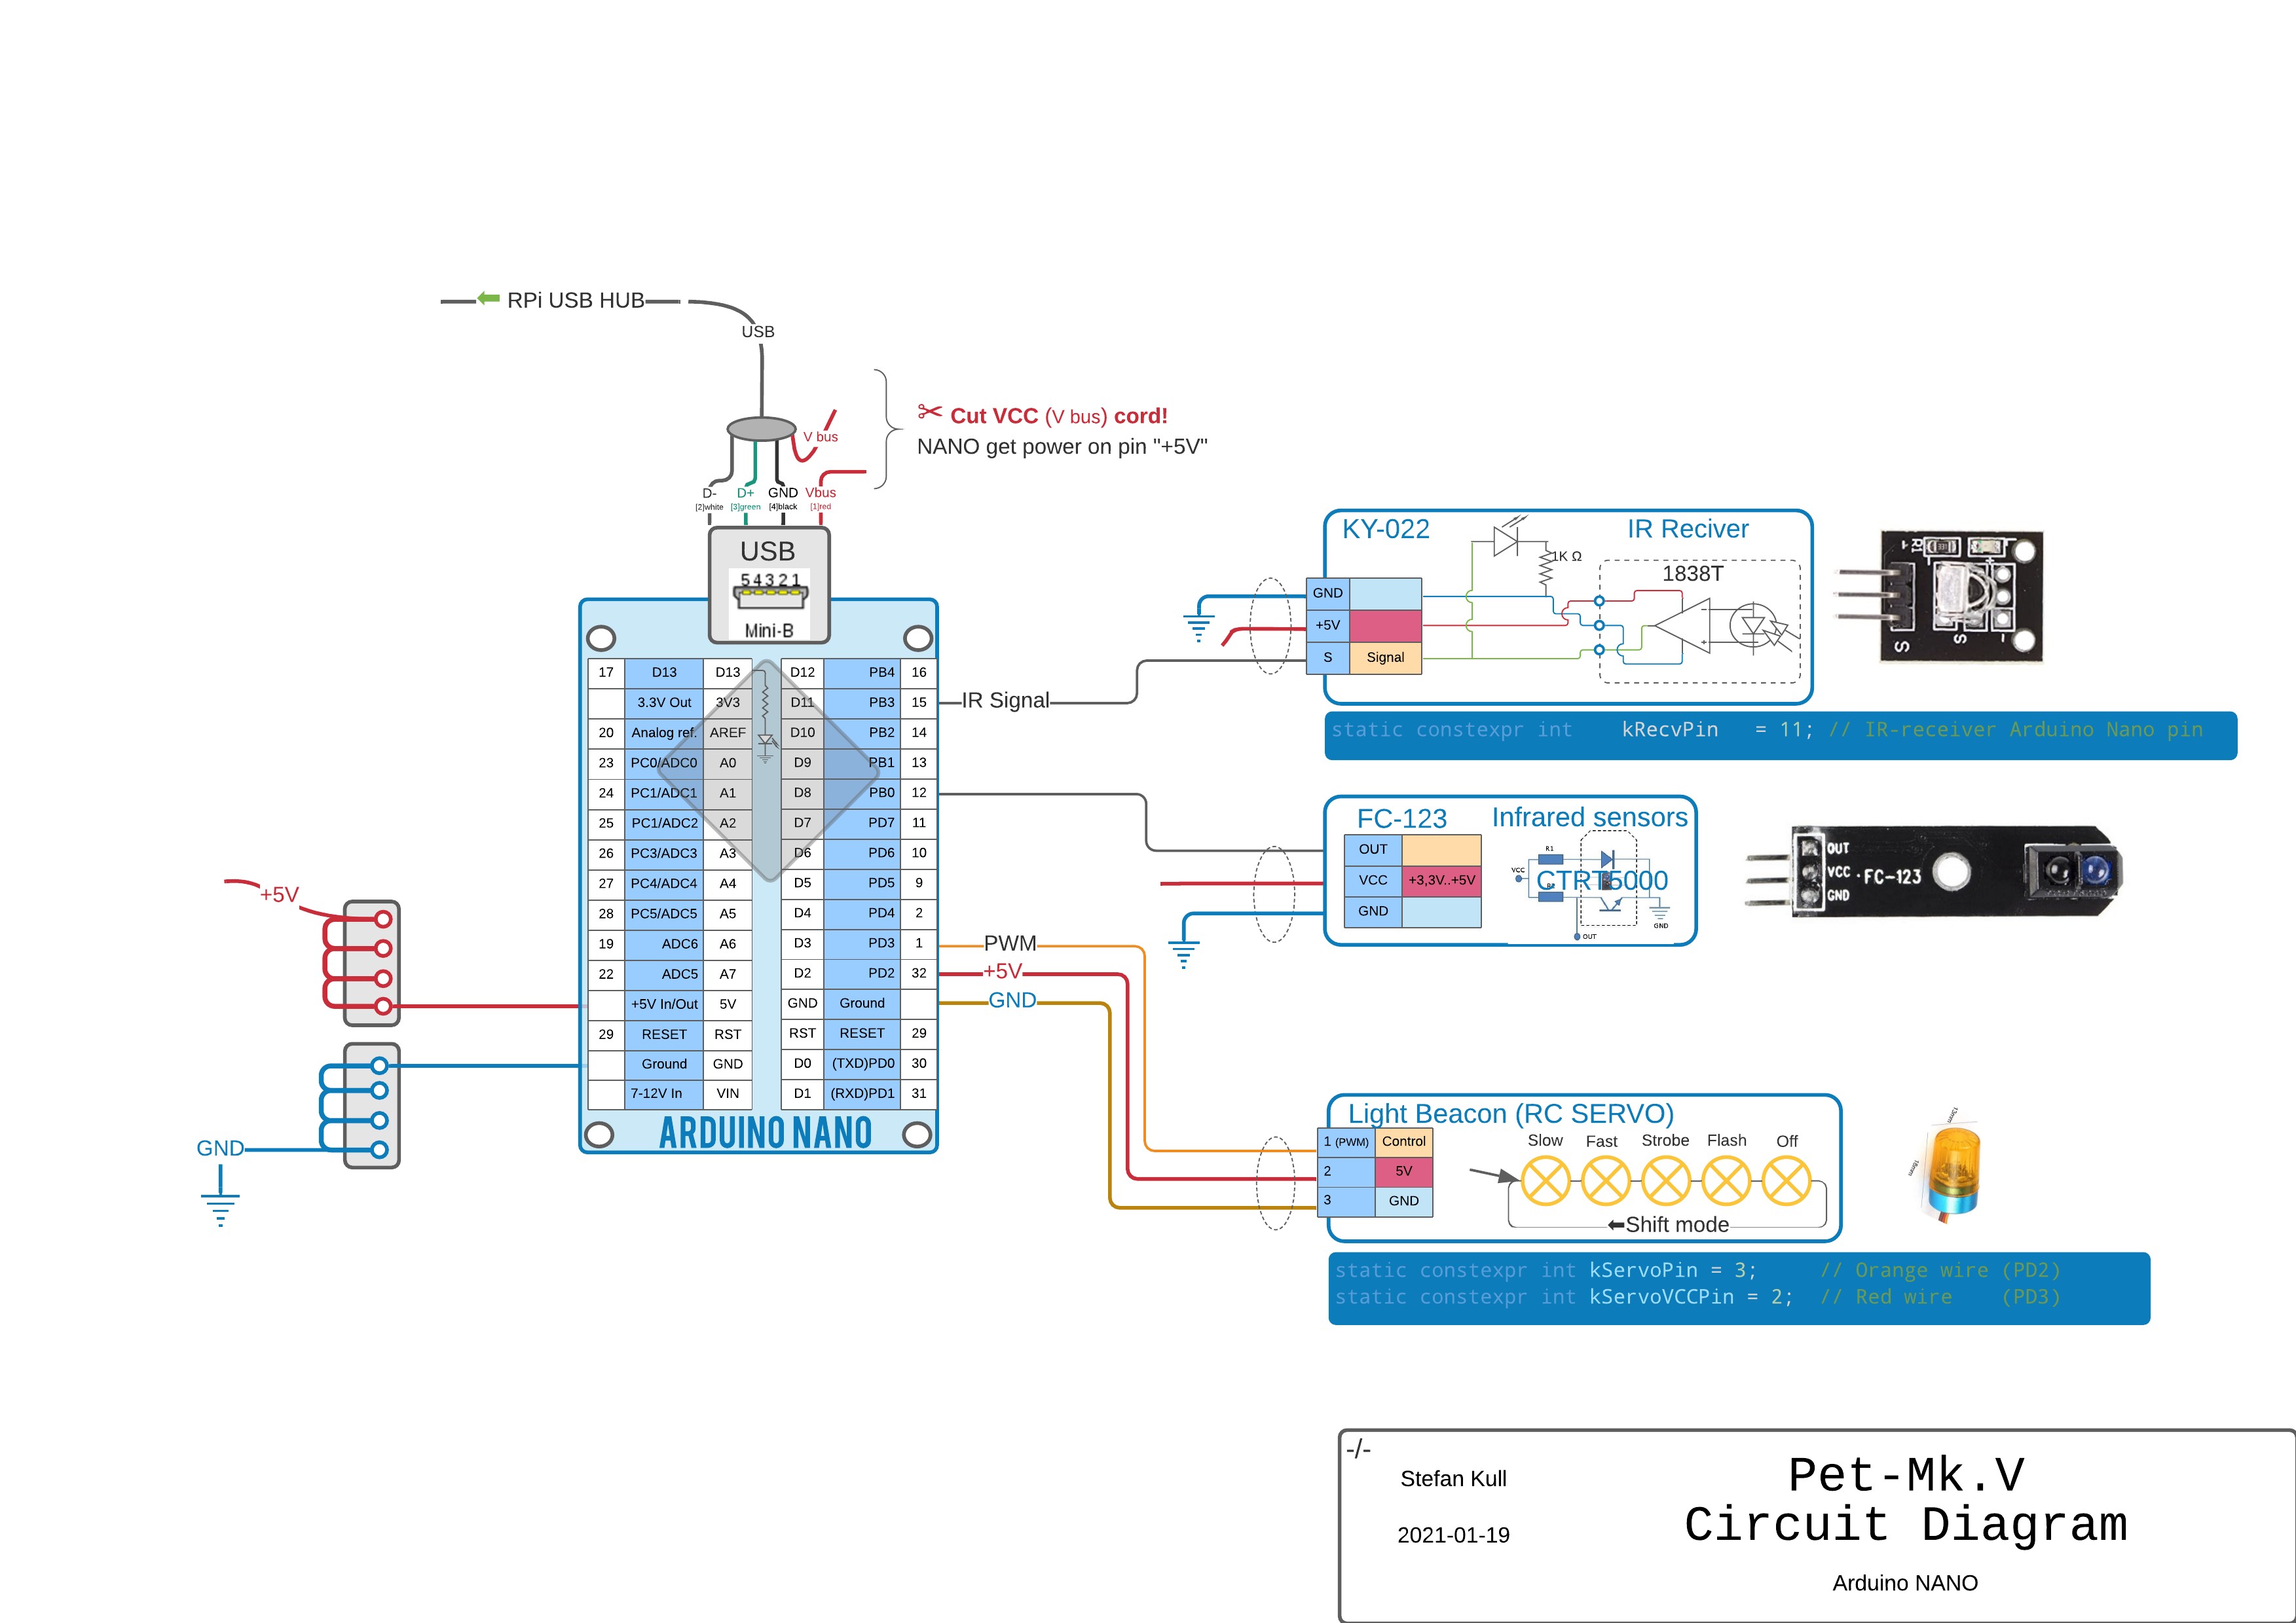 ⬅ RPi USB HUB
USB
V bus
✂ Cut VCC (V bus) cord!
NANO get power on pin "+5V"
D- D+ GND Vbus
[2]white [3]green [4]black [1]red
USB
5 4 3 2 1
Mini-B
17 D13 D13 D12 PB4 16
3.3V Out 3V3 D11 PB3 15
20 Analog ref. AREF D10 PB2 14
23 PC0/ADC0 A0 D9 PB1 13
24 PC1/ADC1 A1 D8 PB0 12
25 PC1/ADC2 A2 D7 PD7 11
26 PC3/ADC3 A3 D6 PD6 10
27 PC4/ADC4 A4 D5 PD5 9
28 PC5/ADC5 A5 D4 PD4 2
19 ADC6 A6 D3 PD3 1
22 ADC5 A7 D2 PD2 32
+5V In/Out 5V GND Ground
29 RESET RST RST RESET 29
Ground GND D0 (TXD)PD0 30
7-12V In VIN D1 (RXD)PD1 31
ARDUINO NANO
+5V
GND
IR Signal
PWM
+5V
GND
KY-022 IR Reciver
1K Ω
1838T
GND
+5V
S Signal
R1
S
S
-
static constexpr int kRecvPin = 11; // IR-receiver Arduino Nano pin
FC-123 Infrared sensors
OUT
VCC +3,3V..+5V
GND
R1
VCC
CTRT5000
GND
OUT
OUT
VCC
GND
FC-123
Light Beacon (RC SERVO)
1 (PWM) Control
2 5V
3 GND
Slow Fast Strobe Flash Off
⬅Shift mode
13mm
18mm
static constexpr int kServoPin = 3; // Orange wire (PD2)
static constexpr int kServoVCCPin = 2; // Red wire (PD3)
-/-
Stefan Kull
2021-01-19
Pet-Mk.V
Circuit Diagram
Arduino NANO